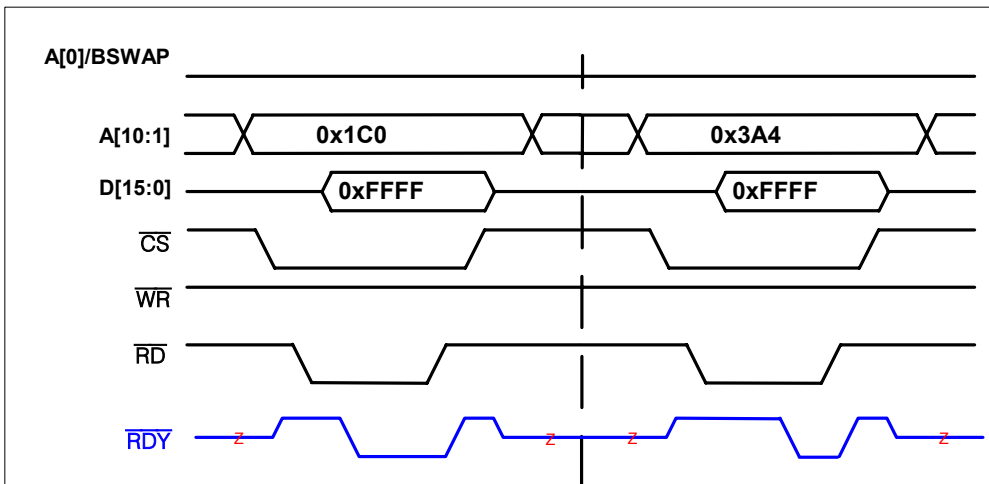 A[0]/BSWAP
A[10:1] 0x1C0 0x3A4
D[15:0] 0xFFFF 0xFFFF
CS
WR
RD
RDY Z Z Z Z